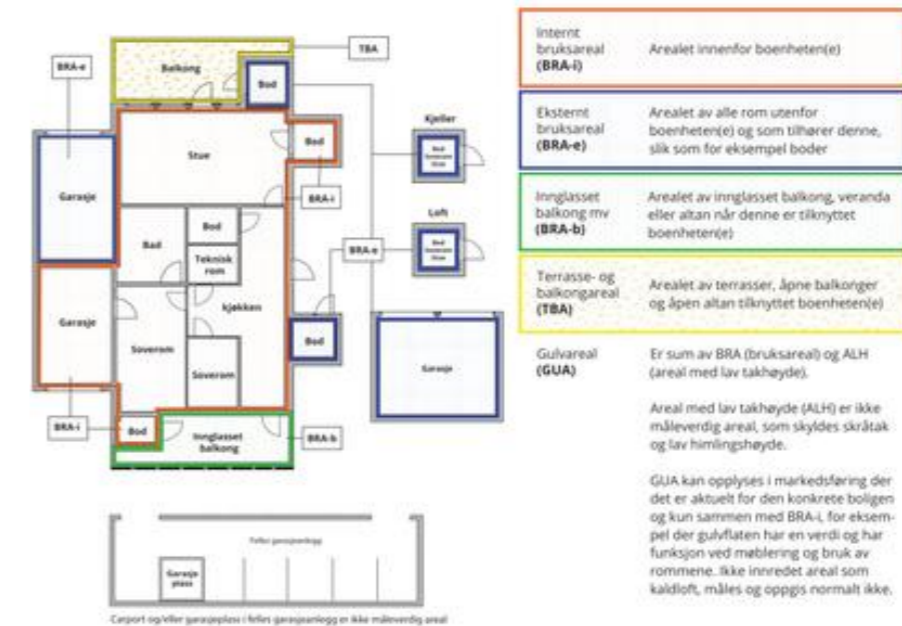 TBA
BRA-e
Balkong
Bod
Kjeller
Stue
Bod
Bod
Garasje
BRA-i
Loft
Bod
BRA-e
Bad
Teknisk
rom
Bod
Garasje
kjøkken
Soverom
Bod
Garasje
Soverom
BRA-i
Bod
Innglasset
balkong
BRA-b
Felles garasjeanlegg
Garasje
plass
Carport og/eller garasjeplass i felles garasjeanlegg er ikke måleverdig areal
Internt
bruksareal
(BRA-i)
Arealet innenfor boenheten(e)
Eksternt
bruksareal
(BRA-e)
Arealet av alle rom utenfor
boenheten(e) og som tilhører denne,
slik som for eksempel boder
Innglasset
balkong mv
(BRA-b)
Arealet av innglasset balkong, veranda
eller altan når denne er tilknyttet
boenheten(e)
Terrasse- og
balkongareal
(TBA)
Arealet av terrasser, åpne balkonger
og åpen altan tilknyttet boenheten(e)
Gulvareal
(GUA)
Er sum av BRA (bruksareal) og ALH
(areal med lav takhøyde).
Areal med lav takhøyde (ALH) er ikke
måleverdig areal, som skyldes skråtak
og lav himlingshøyde.
GUA kan opplyses i markedsføring der
det er aktuelt for den konkrete boligen
og kun sammen med BRA-i, for eksem-
pel der gulvflaten har en verdi og har
funksjon ved møblering og bruk av
rommene. Ikke innredet areal som
kaldloft, måles og oppgis normalt ikke.